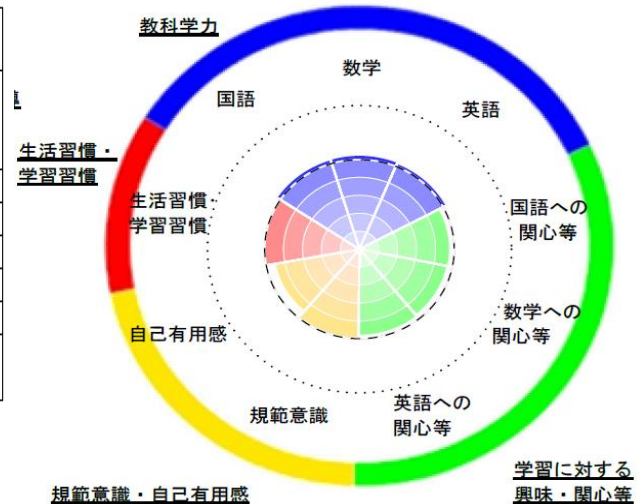 教科学力
数学
国語
英語
生活習慣・
学習習慣
生活習慣・
学習習慣
国語への
関心等
数学への
関心等
自己有用感
英語への
関心等
規範意識
学習に対する
興味・関心等
規範意識・自己有用感